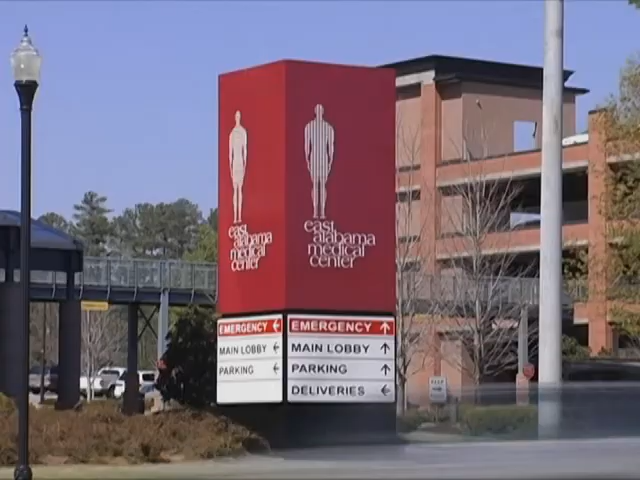 east
alabama
medical
center
EMERGENCY ←
MAIN LOBBY ←
PARKING ←
east
alabama
medical
center
EMERGENCY ↑
MAIN LOBBY ↑
PARKING ↑
DELIVERIES ←